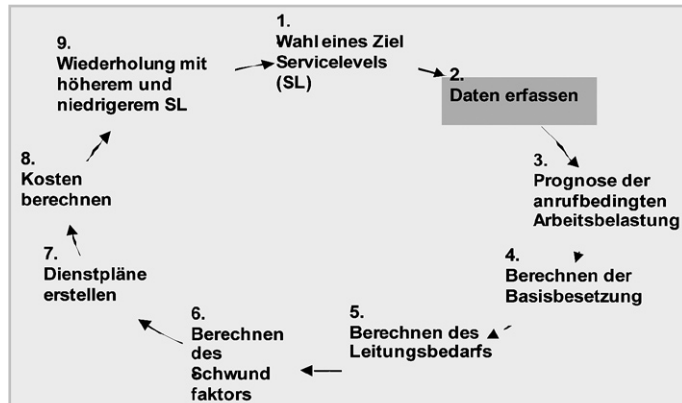 1.
Wahl eines Ziel
Servicelevels
(SL)
2.
Daten erfassen
3.
Prognose der
anrufbedingten
Arbeitsbelastung
4.
Berechnen der
Basisbesetzung
5.
Berechnen des
Leitungsbedarfs
6.
Berechnen
des
Schwund
faktors
7.
Dienstpläne
erstellen
8.
Kosten
berechnen
9.
Wiederholung mit
höherem und
niedrigerem SL